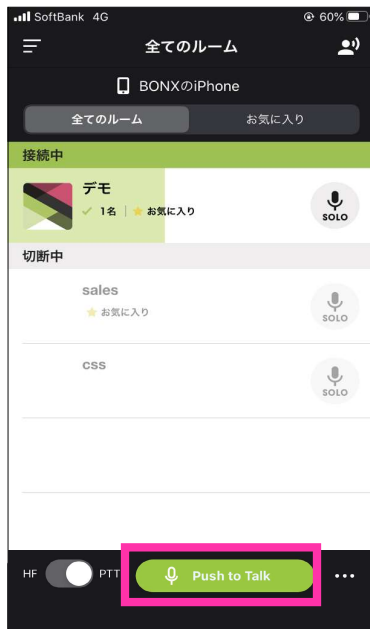 SoftBank 4G 60%
全てのルーム
BONXのiPhone
全てのルーム お気に入り
接続中
デモ
1名 | お気に入り
SOLO
切断中
sales
お気に入り
SOLO
css
SOLO
HF PTT Push to Talk